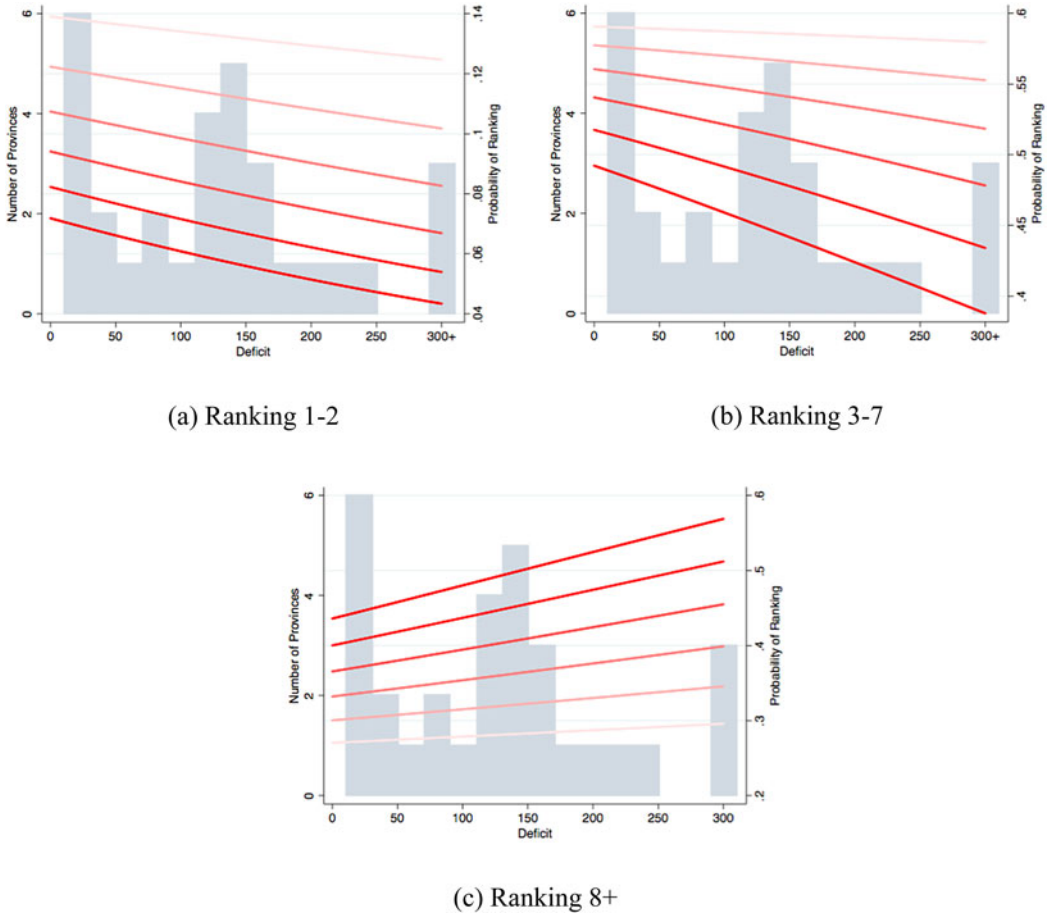 6
4
2
0
Number of Provinces
.14
.12
.1
.08
.06
.04
Probability of Ranking
0 50 100 150 200 250 300+
Deficit
(a) Ranking 1-2
6
4
2
0
Number of Provinces
.6
.55
.5
.45
.4
Probability of Ranking
0 50 100 150 200 250 300+
Deficit
(b) Ranking 3-7
6
4
2
0
Number of Provinces
.6
.5
.4
.3
.2
Probability of Ranking
0 50 100 150 200 250 300
Deficit
(c) Ranking 8+